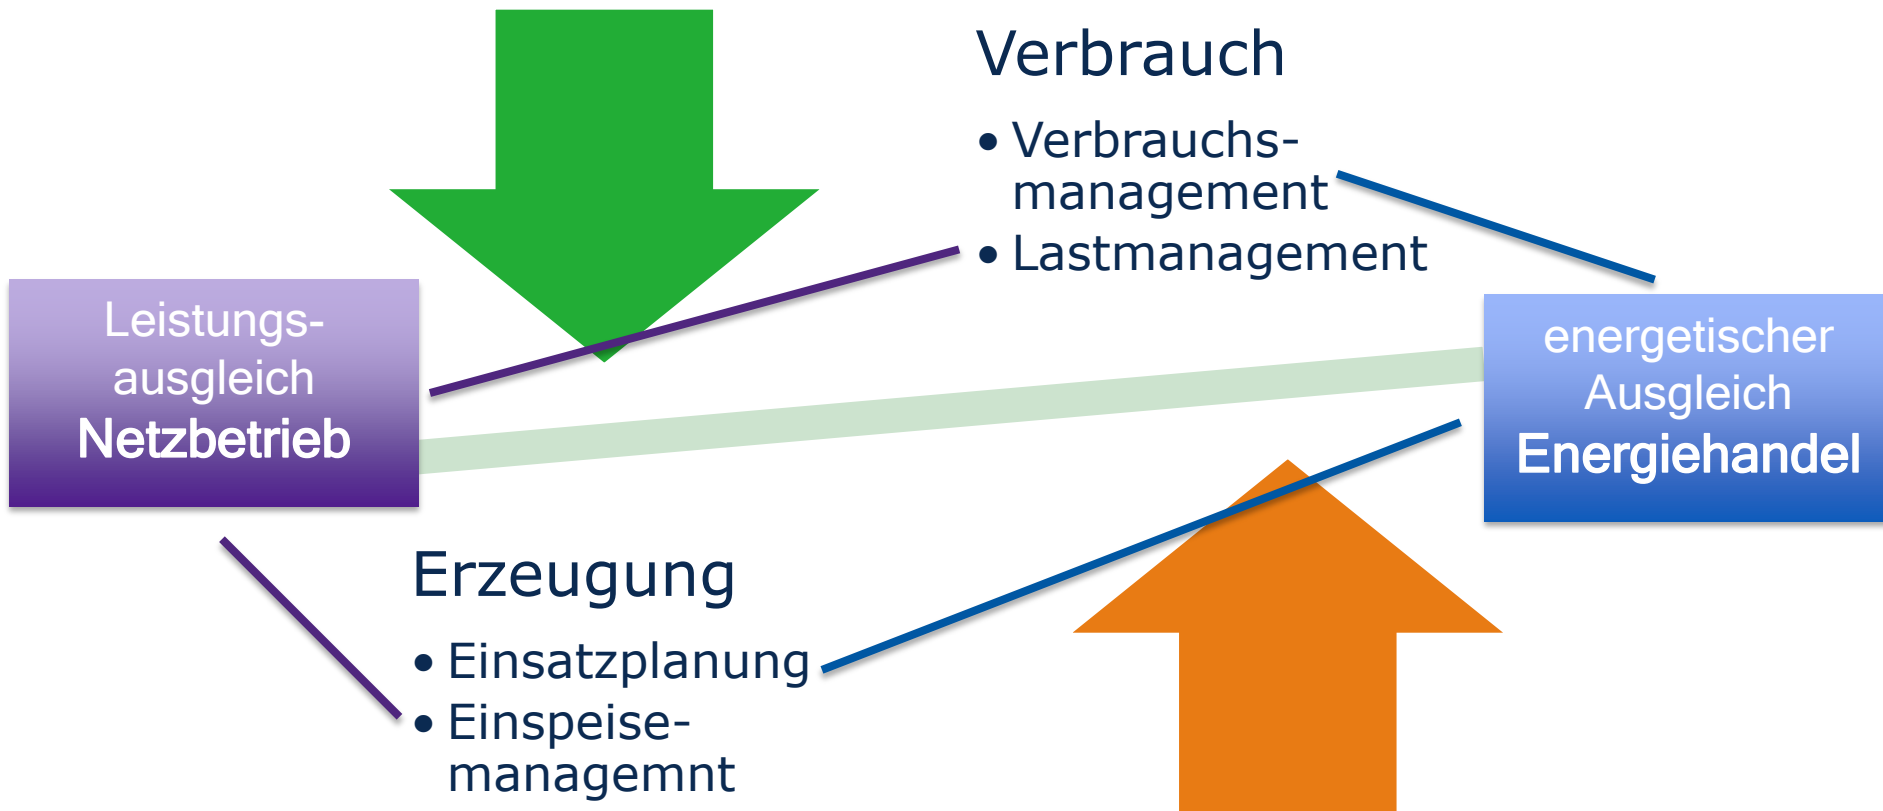 Verbrauch
• Verbrauchs-
management
• Lastmanagement
Leistungs-
ausgleich
Netzbetrieb
energetischer
Ausgleich
Energiehandel
Erzeugung
• Einsatzplanung
• Einspeise-
managemnt